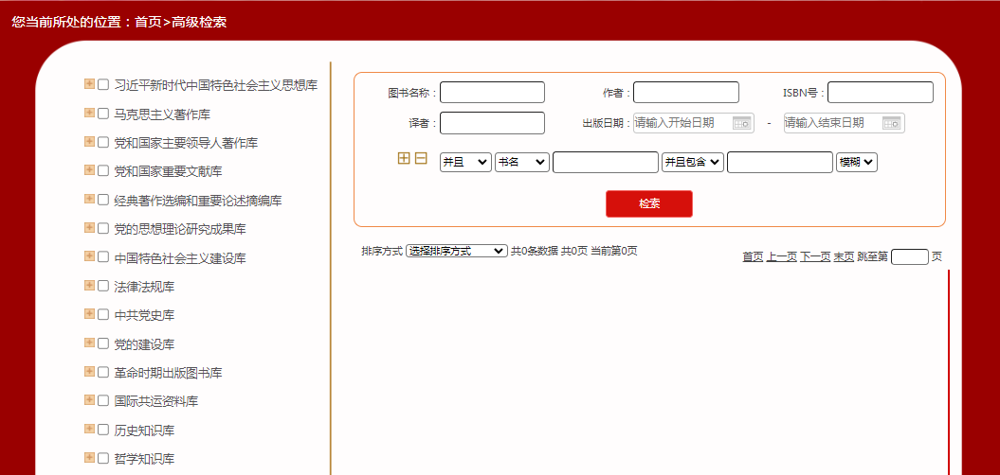 您当前所处的位置：首页>高级检索
习近平新时代中国特色社会主义思想库
马克思主义著作库
党和国家主要领导人著作库
党和国家重要文献库
经典著作选编和重要论述摘编库
党的思想理论研究成果库
中国特色社会主义建设库
法律法规库
中共党史库
党的建设库
革命时期出版图书库
国际共运资料库
历史知识库
哲学知识库
图书名称： 作者： ISBN号：
译者： 出版日期：请输入开始日期 - 请输入结束日期
并且 书名 并且包含 模糊
检索
排序方式 选择排序方式 共0条数据 共0页 当前第0页
首页 上一页 下一页 末页 跳至第 页